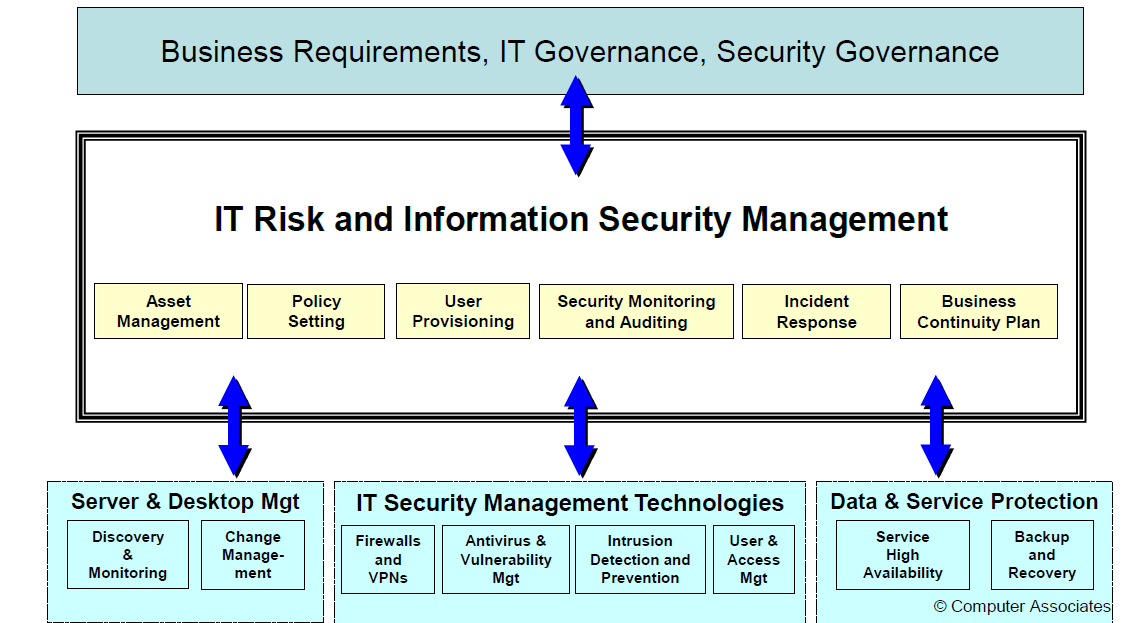 Business Requirements, IT Governance, Security Governance
IT Risk and Information Security Management
Asset
Management
Policy
Setting
User
Provisioning
Security Monitoring
and Auditing
Incident
Response
Business
Continuity Plan
Server & Desktop Mgt
Discovery
&
Monitoring
Change
Manage-
ment
IT Security Management Technologies
Firewalls
and
VPNs
Antivirus &
Vulnerability
Mgt
Intrusion
Detection and
Prevention
User &
Access
Mgt
Data & Service Protection
Service
High
Availability
Backup
and
Recovery
© Computer Associates